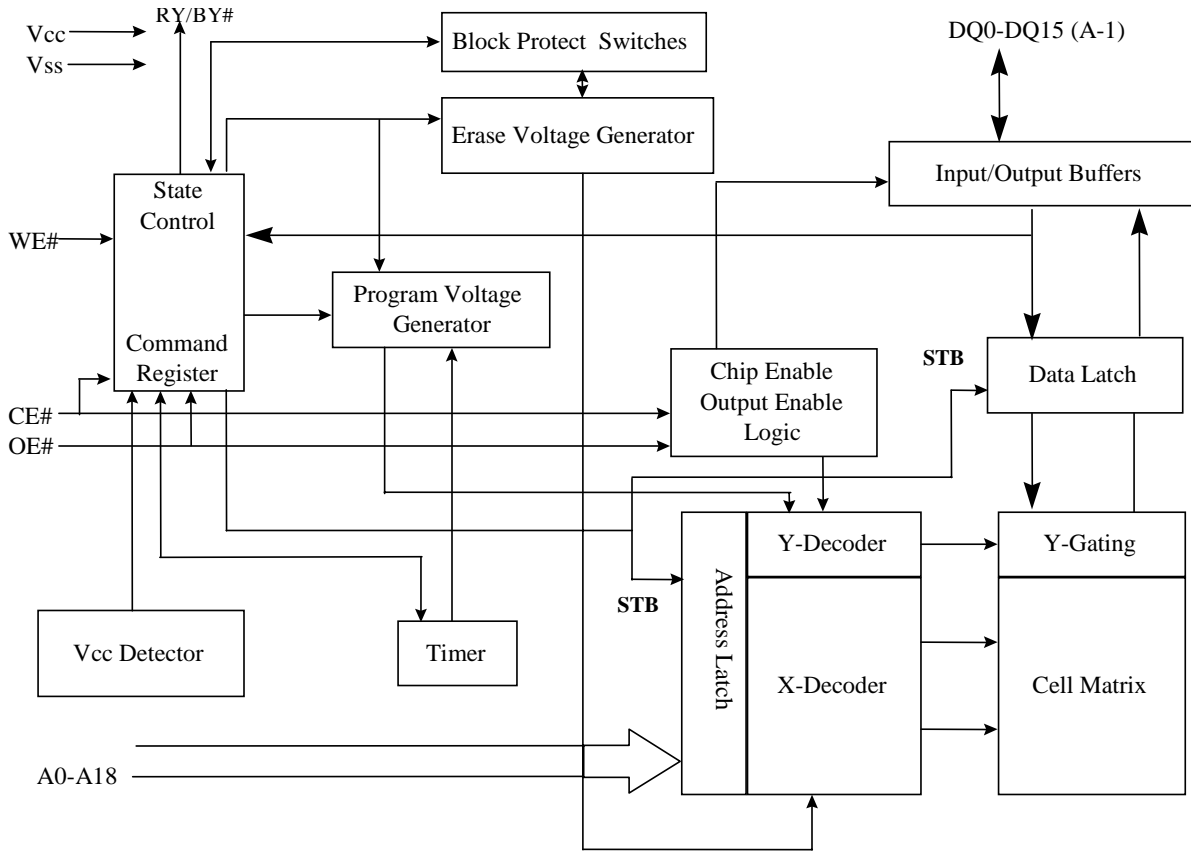 RY/BY#
Vcc
Vss
Block Protect Switches
DQ0-DQ15 (A-1)
Erase Voltage Generator
Input/Output Buffers
State
Control
WE#
Program Voltage
Generator
Command
Register
STB
Chip Enable
Output Enable
Logic
Data Latch
CE#
OE#
Y-Decoder
Y-Gating
STB
Address Latch
Vcc Detector
Timer
X-Decoder
Cell Matrix
A0-A18